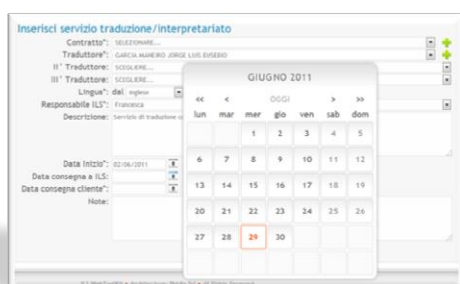 Inserisci servizio traduzione/interpretariato
Contratto*: SELEZIONARE...
Traduttore*: GARCIA MANEIRO JORGE LUIS EUSEBIO
II° Traduttore: SCEGLIERE...
III° Traduttore: SCEGLIERE...
Lingua*: dal inglese
Responsabile ILS*: Francesca
Descrizione: Servizio di traduzione
Data inizio*: 02/06/2011
Data consegna a ILS:
Data consegna cliente*:
Note:
GIUGNO 2011
«« « OGGI » »»
lun mar mer gio ven sab dom
1 2 3 4 5
6 7 8 9 10 11 12
13 14 15 16 17 18 19
20 21 22 23 24 25 26
27 28 29 30